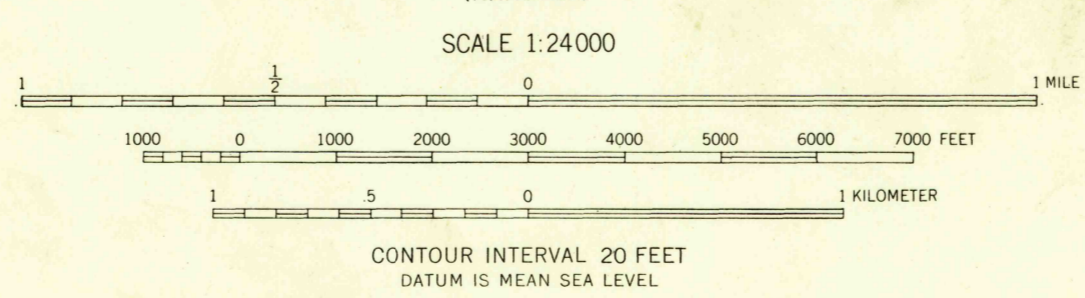 SCALE 1:24000
1 1/2 0 1 MILE
1000 0 1000 2000 3000 4000 5000 6000 7000 FEET
1 .5 0 1 KILOMETER
CONTOUR INTERVAL 20 FEET
DATUM IS MEAN SEA LEVEL